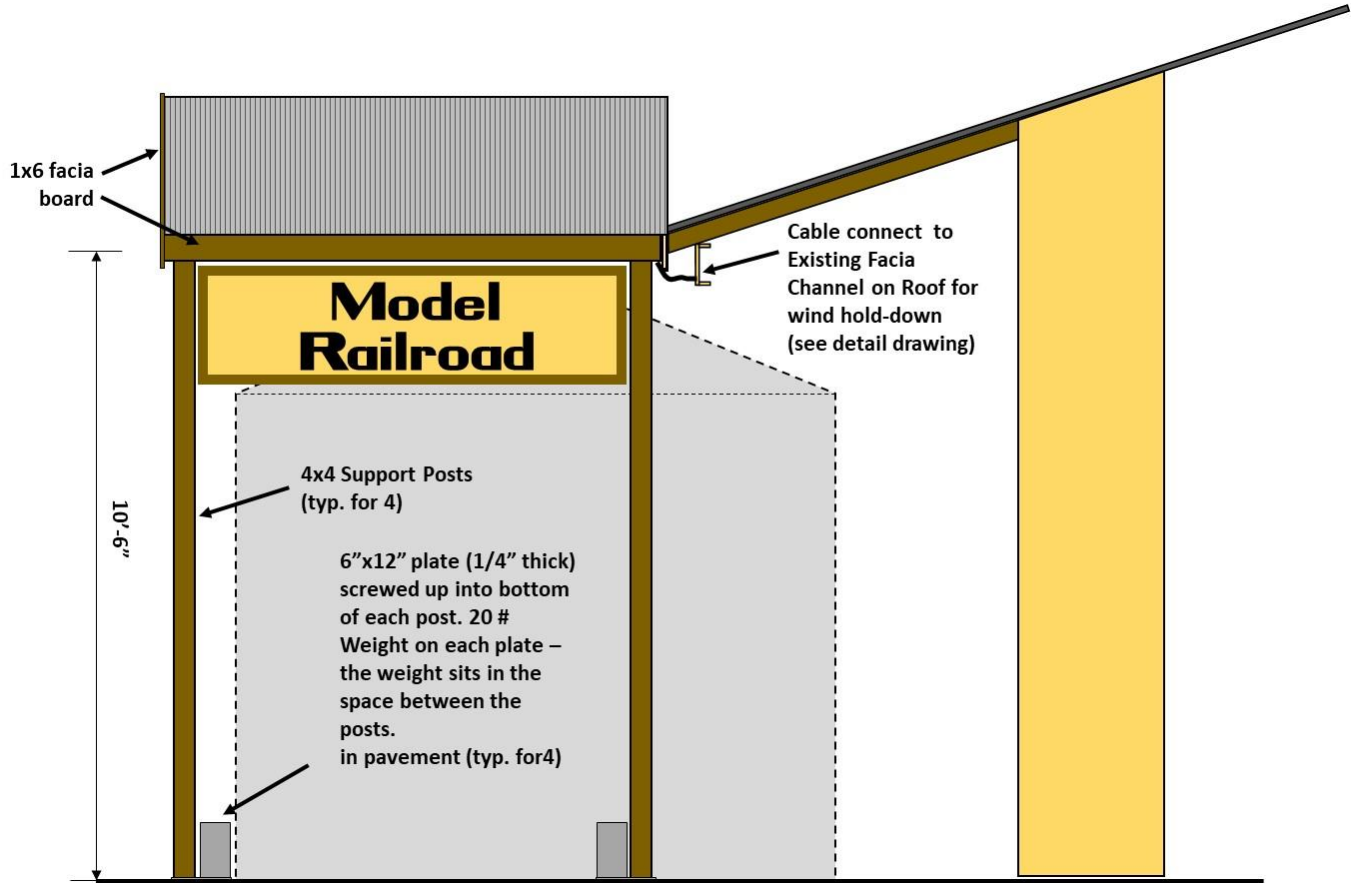 1x6 facia
board
Cable connect to
Existing Facia
Channel on Roof for
wind hold-down
(see detail drawing)
Model
Railroad
4x4 Support Posts
(typ. for 4)
10'-6"
6”x12” plate (1/4” thick)
screwed up into bottom
of each post. 20 #
Weight on each plate –
the weight sits in the
space between the
posts.
in pavement (typ. for4)